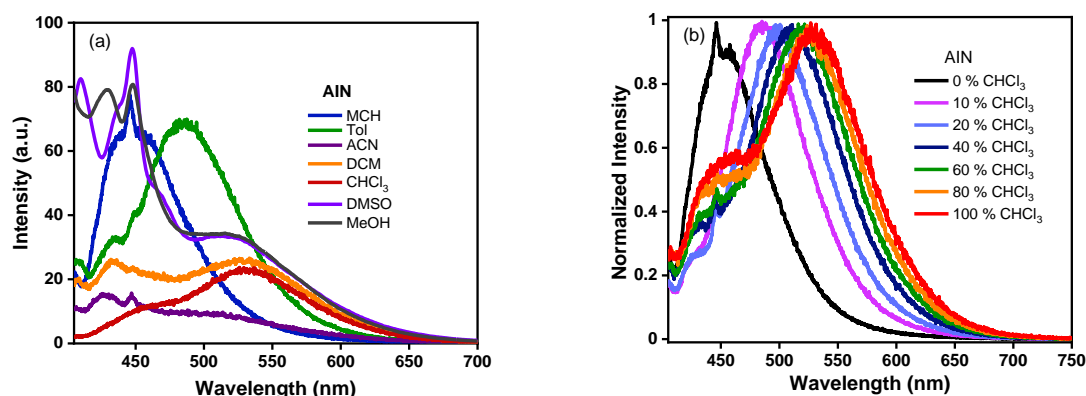 (a)
AIN
MCH
Tol
ACN
DCM
CHCl3
DMSO
MeOH
Intensity (a.u.)
100
80
60
40
20
0
450 500 550 600 650 700
Wavelength (nm)
(b)
AIN
0 % CHCl3
10 % CHCl3
20 % CHCl3
40 % CHCl3
60 % CHCl3
80 % CHCl3
100 % CHCl3
Normalized Intensity
1
0.8
0.6
0.4
0.2
0
450 500 550 600 650 700 750
Wavelength (nm)